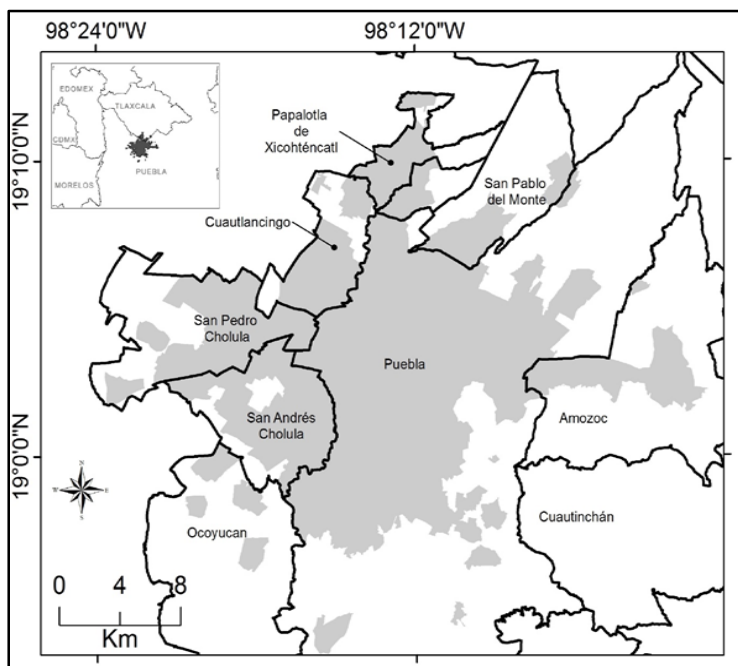 98°24'0"W
98°12'0"W
EDOMEX
TLAXCALA
CDMX
PUEBLA
MORELOS
19°10'0"N
19°0'0"N
Papalotla
de
Xicohténcatl
San Pablo
del Monte
Cuautlancingo
San Pedro
Cholula
Puebla
San Andrés
Cholula
Amozoc
Cuautinchán
Ocoyucan
N
E
S
0 4 8
Km